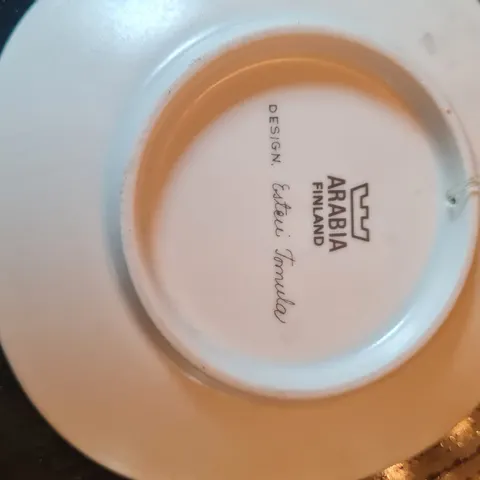 ARABIA
FINLAND
DESIGN. Esteri Tomula